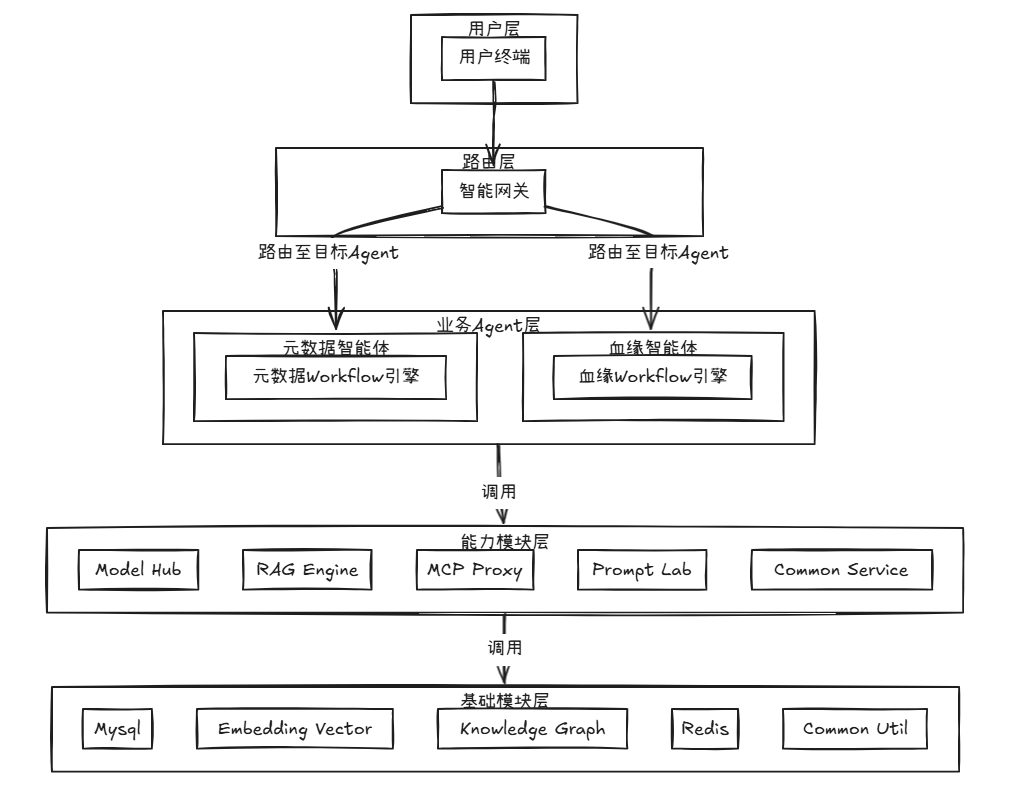 用户层
用户终端
路由层
智能网关
路由至目标Agent
路由至目标Agent
业务Agent层
元数据智能体
元数据Workflow引擎
血缘智能体
血缘Workflow引擎
调用
能力模块层
Model Hub
RAG Engine
MCP Proxy
Prompt Lab
Common Service
调用
基础模块层
Mysql
Embedding Vector
Knowledge Graph
Redis
Common Util